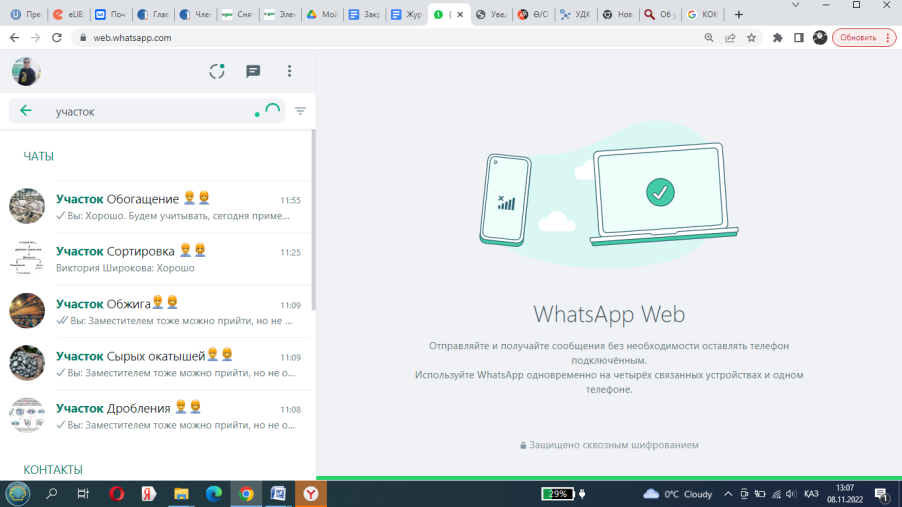 Пре
eLIB
Поч
Глав
Член
Снят
Элек
Мой
Закр
Жур
(
Увед
Ө/О
УДК
Нов
Об у
КОК
web.whatsapp.com
Обновить
участок
ЧАТЫ
Участок Обогащение
11:55
Вы: Хорошо. Будем учитывать, сегодня приме...
Участок Сортировка
11:25
Виктория Широкова: Хорошо
Участок Обжига
11:09
Вы: Заместителем тоже можно прийти, но не ...
Участок Сырых окатышей
11:09
Вы: Заместителем тоже можно прийти, но не о...
Участок Дробления
11:08
Вы: Заместителем тоже можно прийти, но не о...
КОНТАКТЫ
WhatsApp Web
Отправляйте и получайте сообщения без необходимости оставлять телефон
подключённым.
Используйте WhatsApp одновременно на четырёх связанных устройствах и одном
телефоне.
Защищено сквозным шифрованием
29%
0°C Cloudy
ҚАЗ
13:07
08.11.2022
1